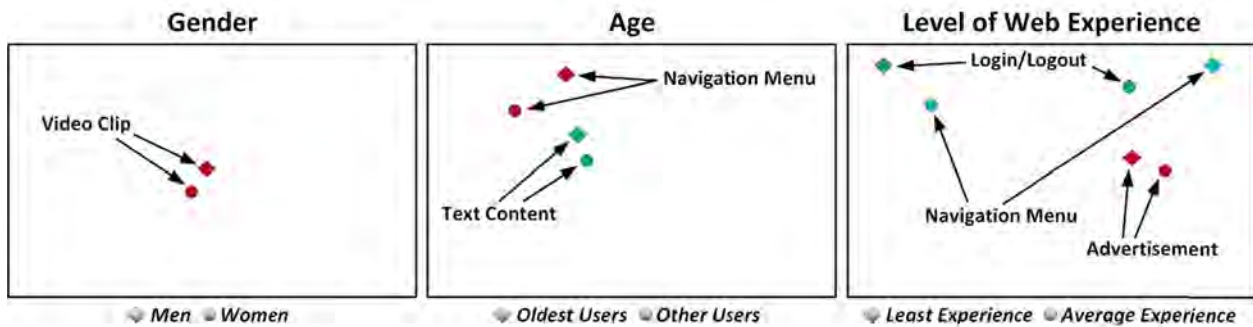 Gender
Age
Level of Web Experience
Video Clip
Navigation Menu
Text Content
Login/Logout
Navigation Menu
Advertisement
Men Women
Oldest Users Other Users
Least Experience Average Experience